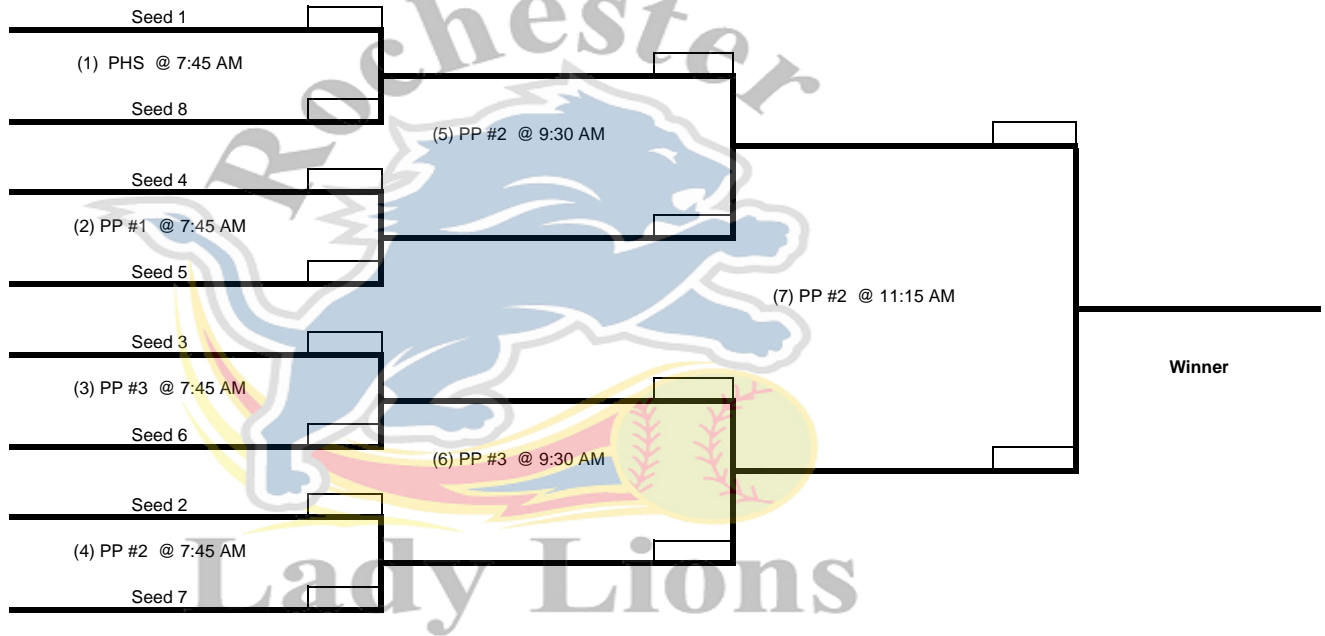 Rochester
Seed 1
(1) PHS @ 7:45 AM
Seed 8
(5) PP #2 @ 9:30 AM
Seed 4
(2) PP #1 @ 7:45 AM
Seed 5
(7) PP #2 @ 11:15 AM
Seed 3
(3) PP #3 @ 7:45 AM
Winner
Seed 6
(6) PP #3 @ 9:30 AM
Seed 2
(4) PP #2 @ 7:45 AM
Seed 7
Lady Lions